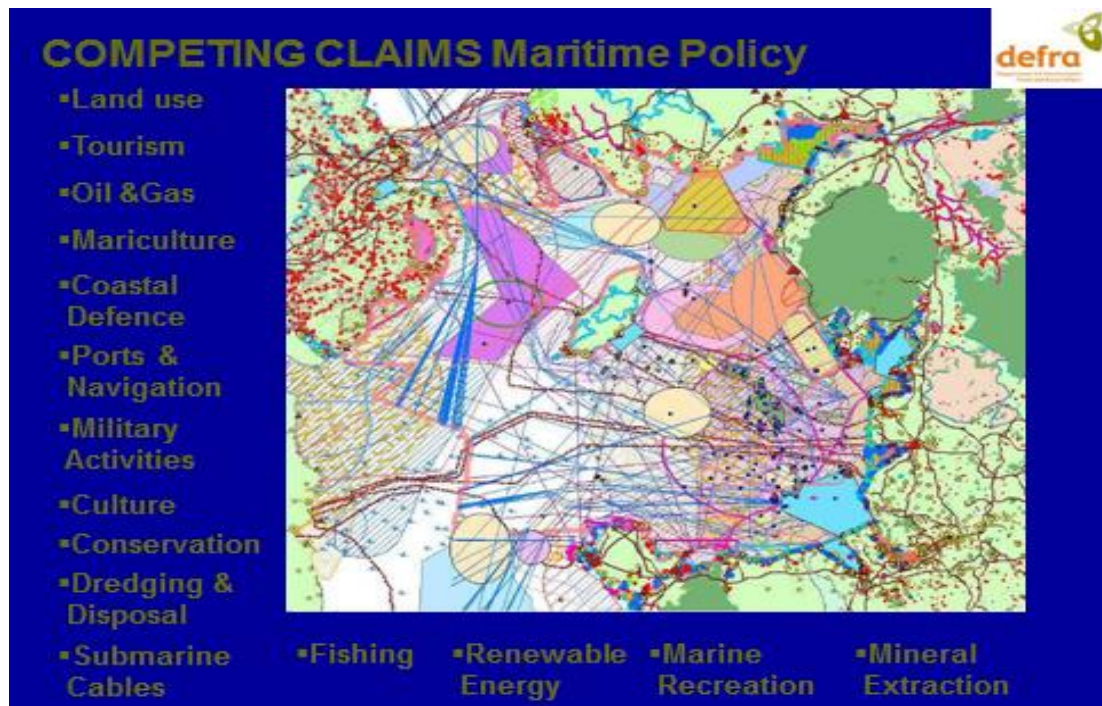 COMPETING CLAIMS Maritime Policy
defra
▪Land use
▪Tourism
▪Oil &Gas
▪Mariculture
▪Coastal
Defence
▪Ports &
Navigation
▪Military
Activities
▪Culture
▪Conservation
▪Dredging &
Disposal
▪Submarine
Cables
▪Fishing
▪Renewable
Energy
▪Marine
Recreation
▪Mineral
Extraction